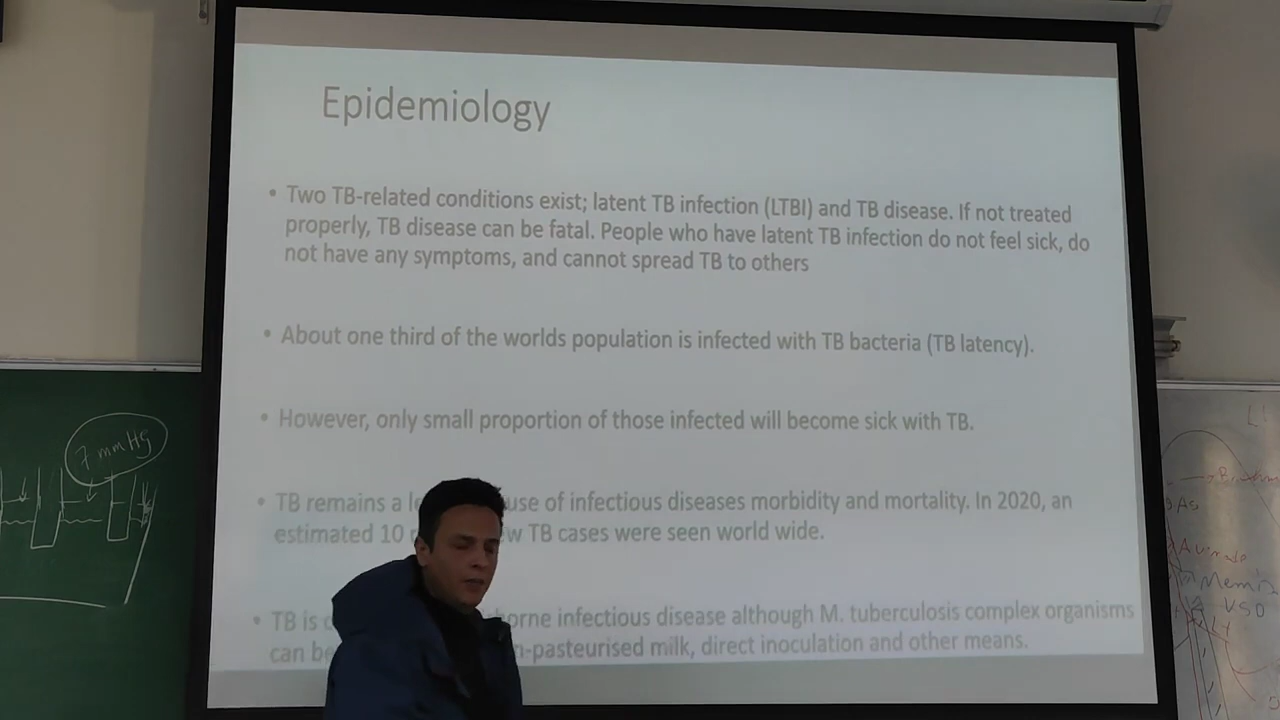 Epidemiology
• Two TB-related conditions exist; latent TB infection (LTBI) and TB disease. If not treated
properly, TB disease can be fatal. People who have latent TB infection do not feel sick, do
not have any symptoms, and cannot spread TB to others
• About one third of the worlds population is infected with TB bacteria (TB latency).
• However, only small proportion of those infected will become sick with TB.
• TB remains a of infectious diseases morbidity and mortality. In 2020, an
estimated 10 TB cases were seen world wide.
• TB is infectious disease although M. tuberculosis complex organisms
can be milk, direct inoculation and other means.
7 mmHg
AS
VSD